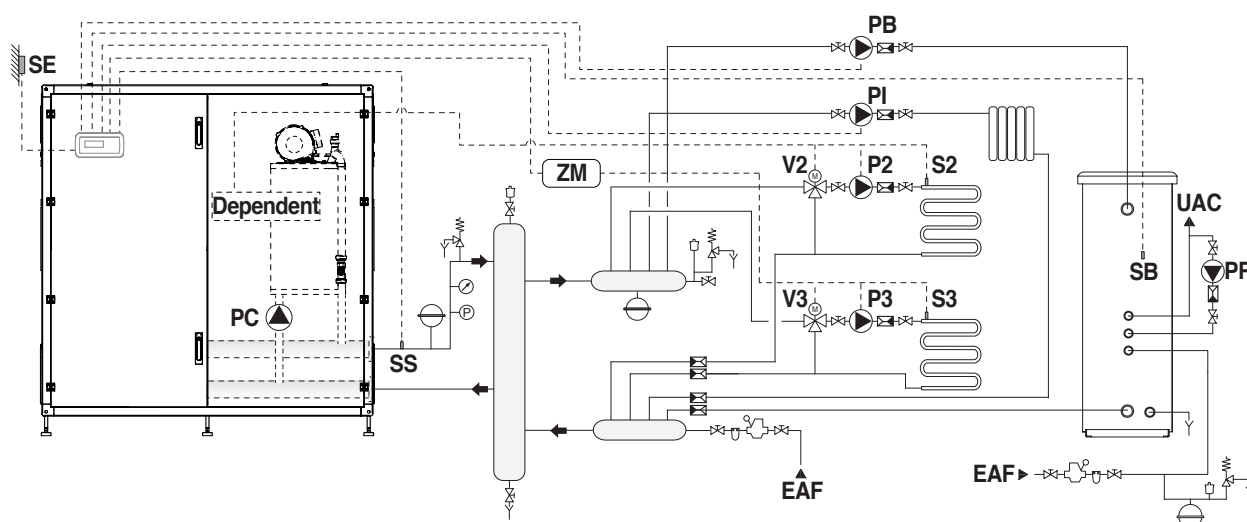 PB
SE
PI
V2
P2
S2
ZM
M
Dependent
UAC
SB
V3
P3
S3
M
PC
P
SS
EAF
EAF